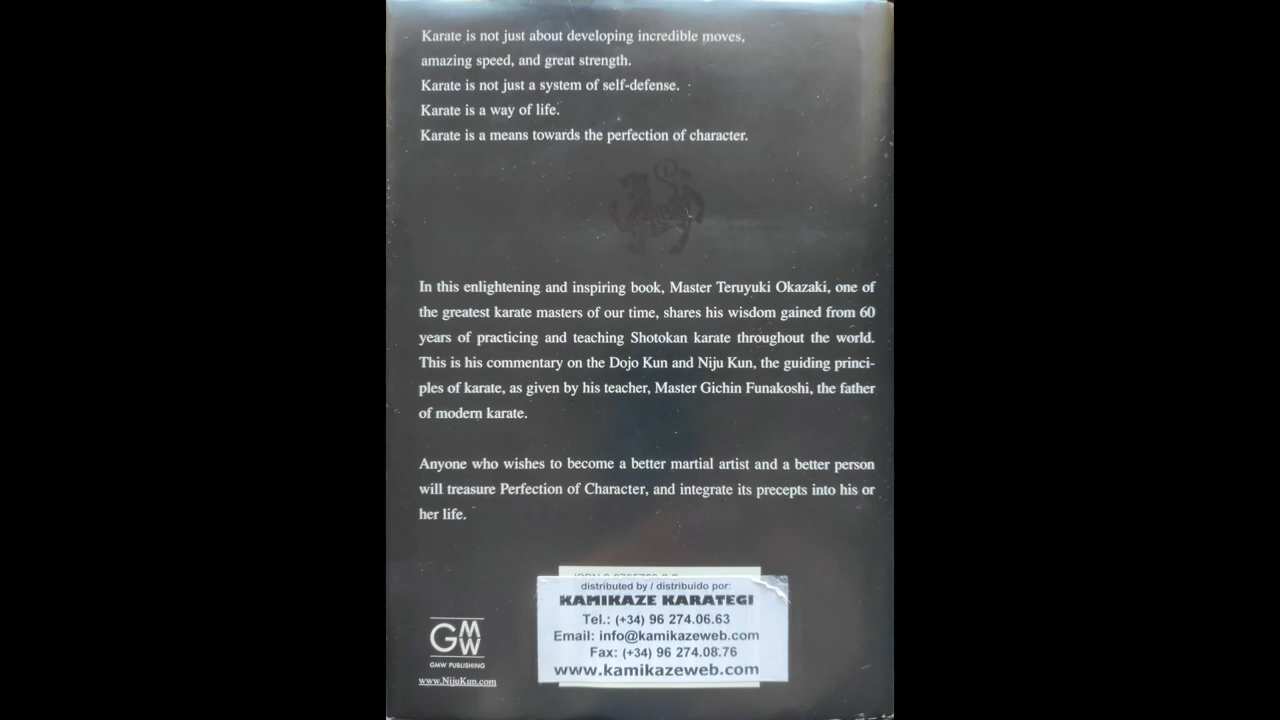 Karate is not just about developing incredible moves,
amazing speed, and great strength.
Karate is not just a system of self-defense.
Karate is a way of life.
Karate is a means towards the perfection of character.
In this enlightening and inspiring book, Master Teruyuki Okazaki, one of
the greatest karate masters of our time, shares his wisdom gained from 60
years of practicing and teaching Shotokan karate throughout the world.
This is his commentary on the Dojo Kun and Niju Kun, the guiding princi-
ples of karate, as given by his teacher, Master Gichin Funakoshi, the father
of modern karate.
Anyone who wishes to become a better martial artist and a better person
will treasure Perfection of Character, and integrate its precepts into his or
her life.
distributed by / distribuido por:
KAMIKAZE KARATEGI
Tel.: (+34) 96 274.06.63
Email: info@kamikazeweb.com
Fax: (+34) 96 274.08.76
www.kamikazeweb.com
GMW
GMW PUBLISHING
www.NijuKun.com